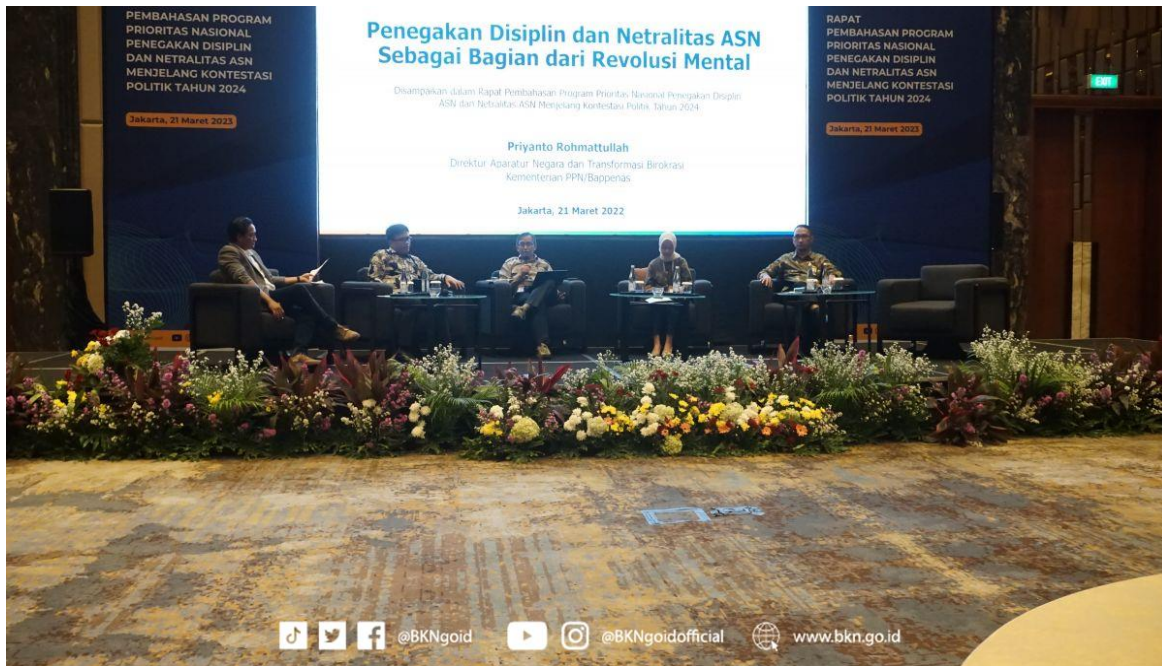 PEMBAHASAN PROGRAM
PRIORITAS NASIONAL
PENEGAKAN DISIPLIN
DAN NETRALITAS ASN
MENJELANG KONTESTASI
POLITIK TAHUN 2024
Jakarta, 21 Maret 2023
Penegakan Disiplin dan Netralitas ASN
Sebagai Bagian dari Revolusi Mental
Disampaikan dalam Rapat Pembahasan Program Prioritas Nasional Penegakan Disiplin
ASN dan Netralitas ASN Menjelang Kontestasi Politik Tahun 2024
Priyanto Rohmattullah
Direktur Aparatur Negara dan Transformasi Birokrasi
Kementerian PPN/Bappenas
Jakarta, 21 Maret 2022
RAPAT
PEMBAHASAN PROGRAM
PRIORITAS NASIONAL
PENEGAKAN DISIPLIN
DAN NETRALITAS ASN
MENJELANG KONTESTASI
POLITIK TAHUN 2024
Jakarta, 21 Maret 2023
EXIT
@BKNgoid
@BKNgoidofficial
www.bkn.go.id